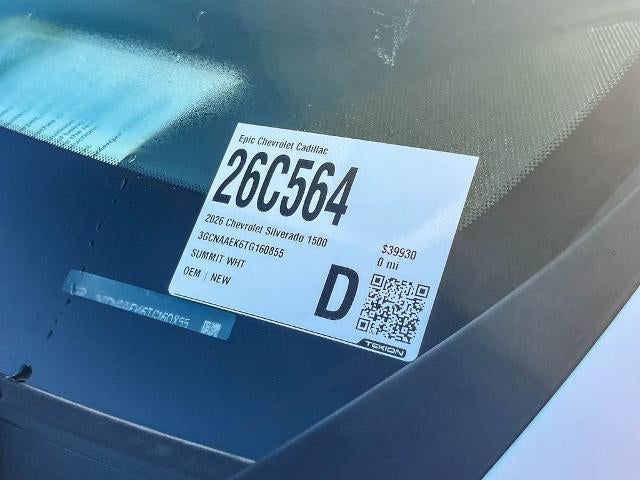 Epic Chevrolet Cadillac
26C564
2026 Chevrolet Silverado 1500
3GCNAAEK6TG160855
SUMMIT WHT
OEM | NEW
$39930
0 mi
D
TEKION